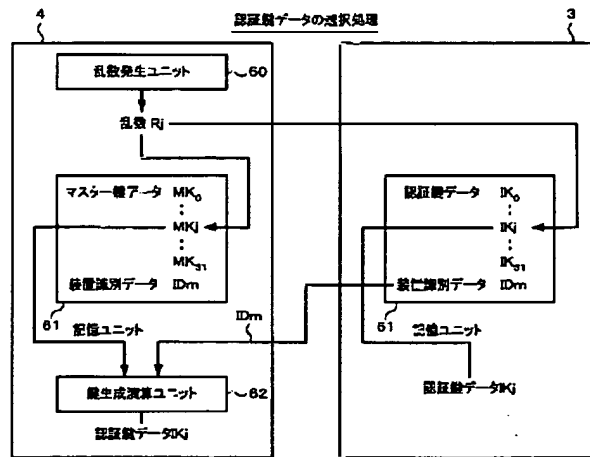 認証鍵データの選択処理
4
3
乱数発生ユニット
60
乱数 Rj
マスター鍵データ MK0
⋮
MKj
⋮
MK31
装置識別データ IDm
61
記憶ユニット
IDm
鍵生成演算ユニット
62
認証鍵データIKj
認証鍵データ IK0
⋮
IKj
⋮
IK31
装置識別データ IDm
51
記憶ユニット
認証鍵データIKj